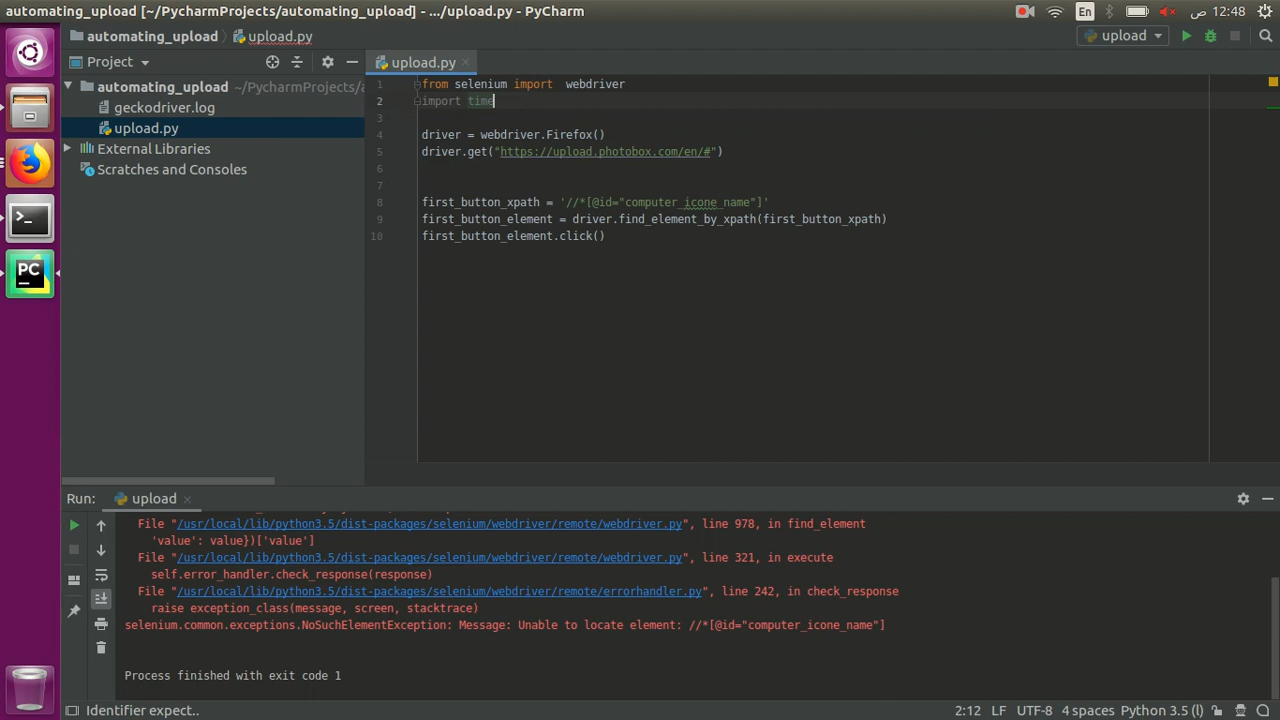 automating_upload [~/PycharmProjects/automating_upload] - .../upload.py - PyCharm
En
12:48 ص
automating_upload
upload.py
upload
Project
upload.py
automating_upload ~/PycharmProjects/a
geckodriver.log
upload.py
External Libraries
Scratches and Consoles
1 from selenium import  webdriver
2 import time
3
4 driver = webdriver.Firefox()
5 driver.get("https://upload.photobox.com/en/#")
6
7
8 first_button_xpath = '//*[@id="computer_icone_name"]'
9 first_button_element = driver.find_element_by_xpath(first_button_xpath)
10 first_button_element.click()
PC
Run: upload
File "/usr/local/lib/python3.5/dist-packages/selenium/webdriver/remote/webdriver.py", line 978, in find_element
'value': value})['value']
File "/usr/local/lib/python3.5/dist-packages/selenium/webdriver/remote/webdriver.py", line 321, in execute
self.error_handler.check_response(response)
File "/usr/local/lib/python3.5/dist-packages/selenium/webdriver/remote/errorhandler.py", line 242, in check_response
raise exception_class(message, screen, stacktrace)
selenium.common.exceptions.NoSuchElementException: Message: Unable to locate element: //*[@id="computer_icone_name"]
Process finished with exit code 1
Identifier expect..
2:12 LF UTF-8 4 spaces Python 3.5 (l)